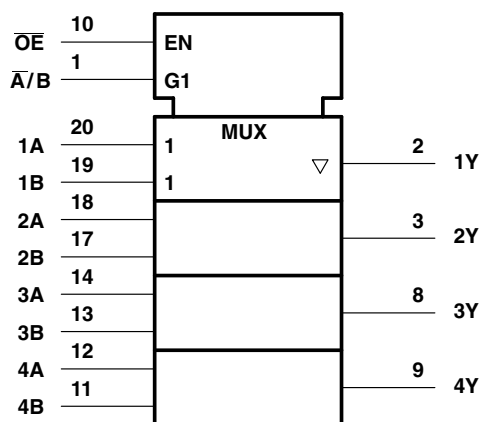 OE 10 EN
A/B 1 G1
MUX
1A 20 1 2 1Y
1B 19 1
2A 18 3 2Y
2B 17
3A 14 8 3Y
3B 13
4A 12 9 4Y
4B 11